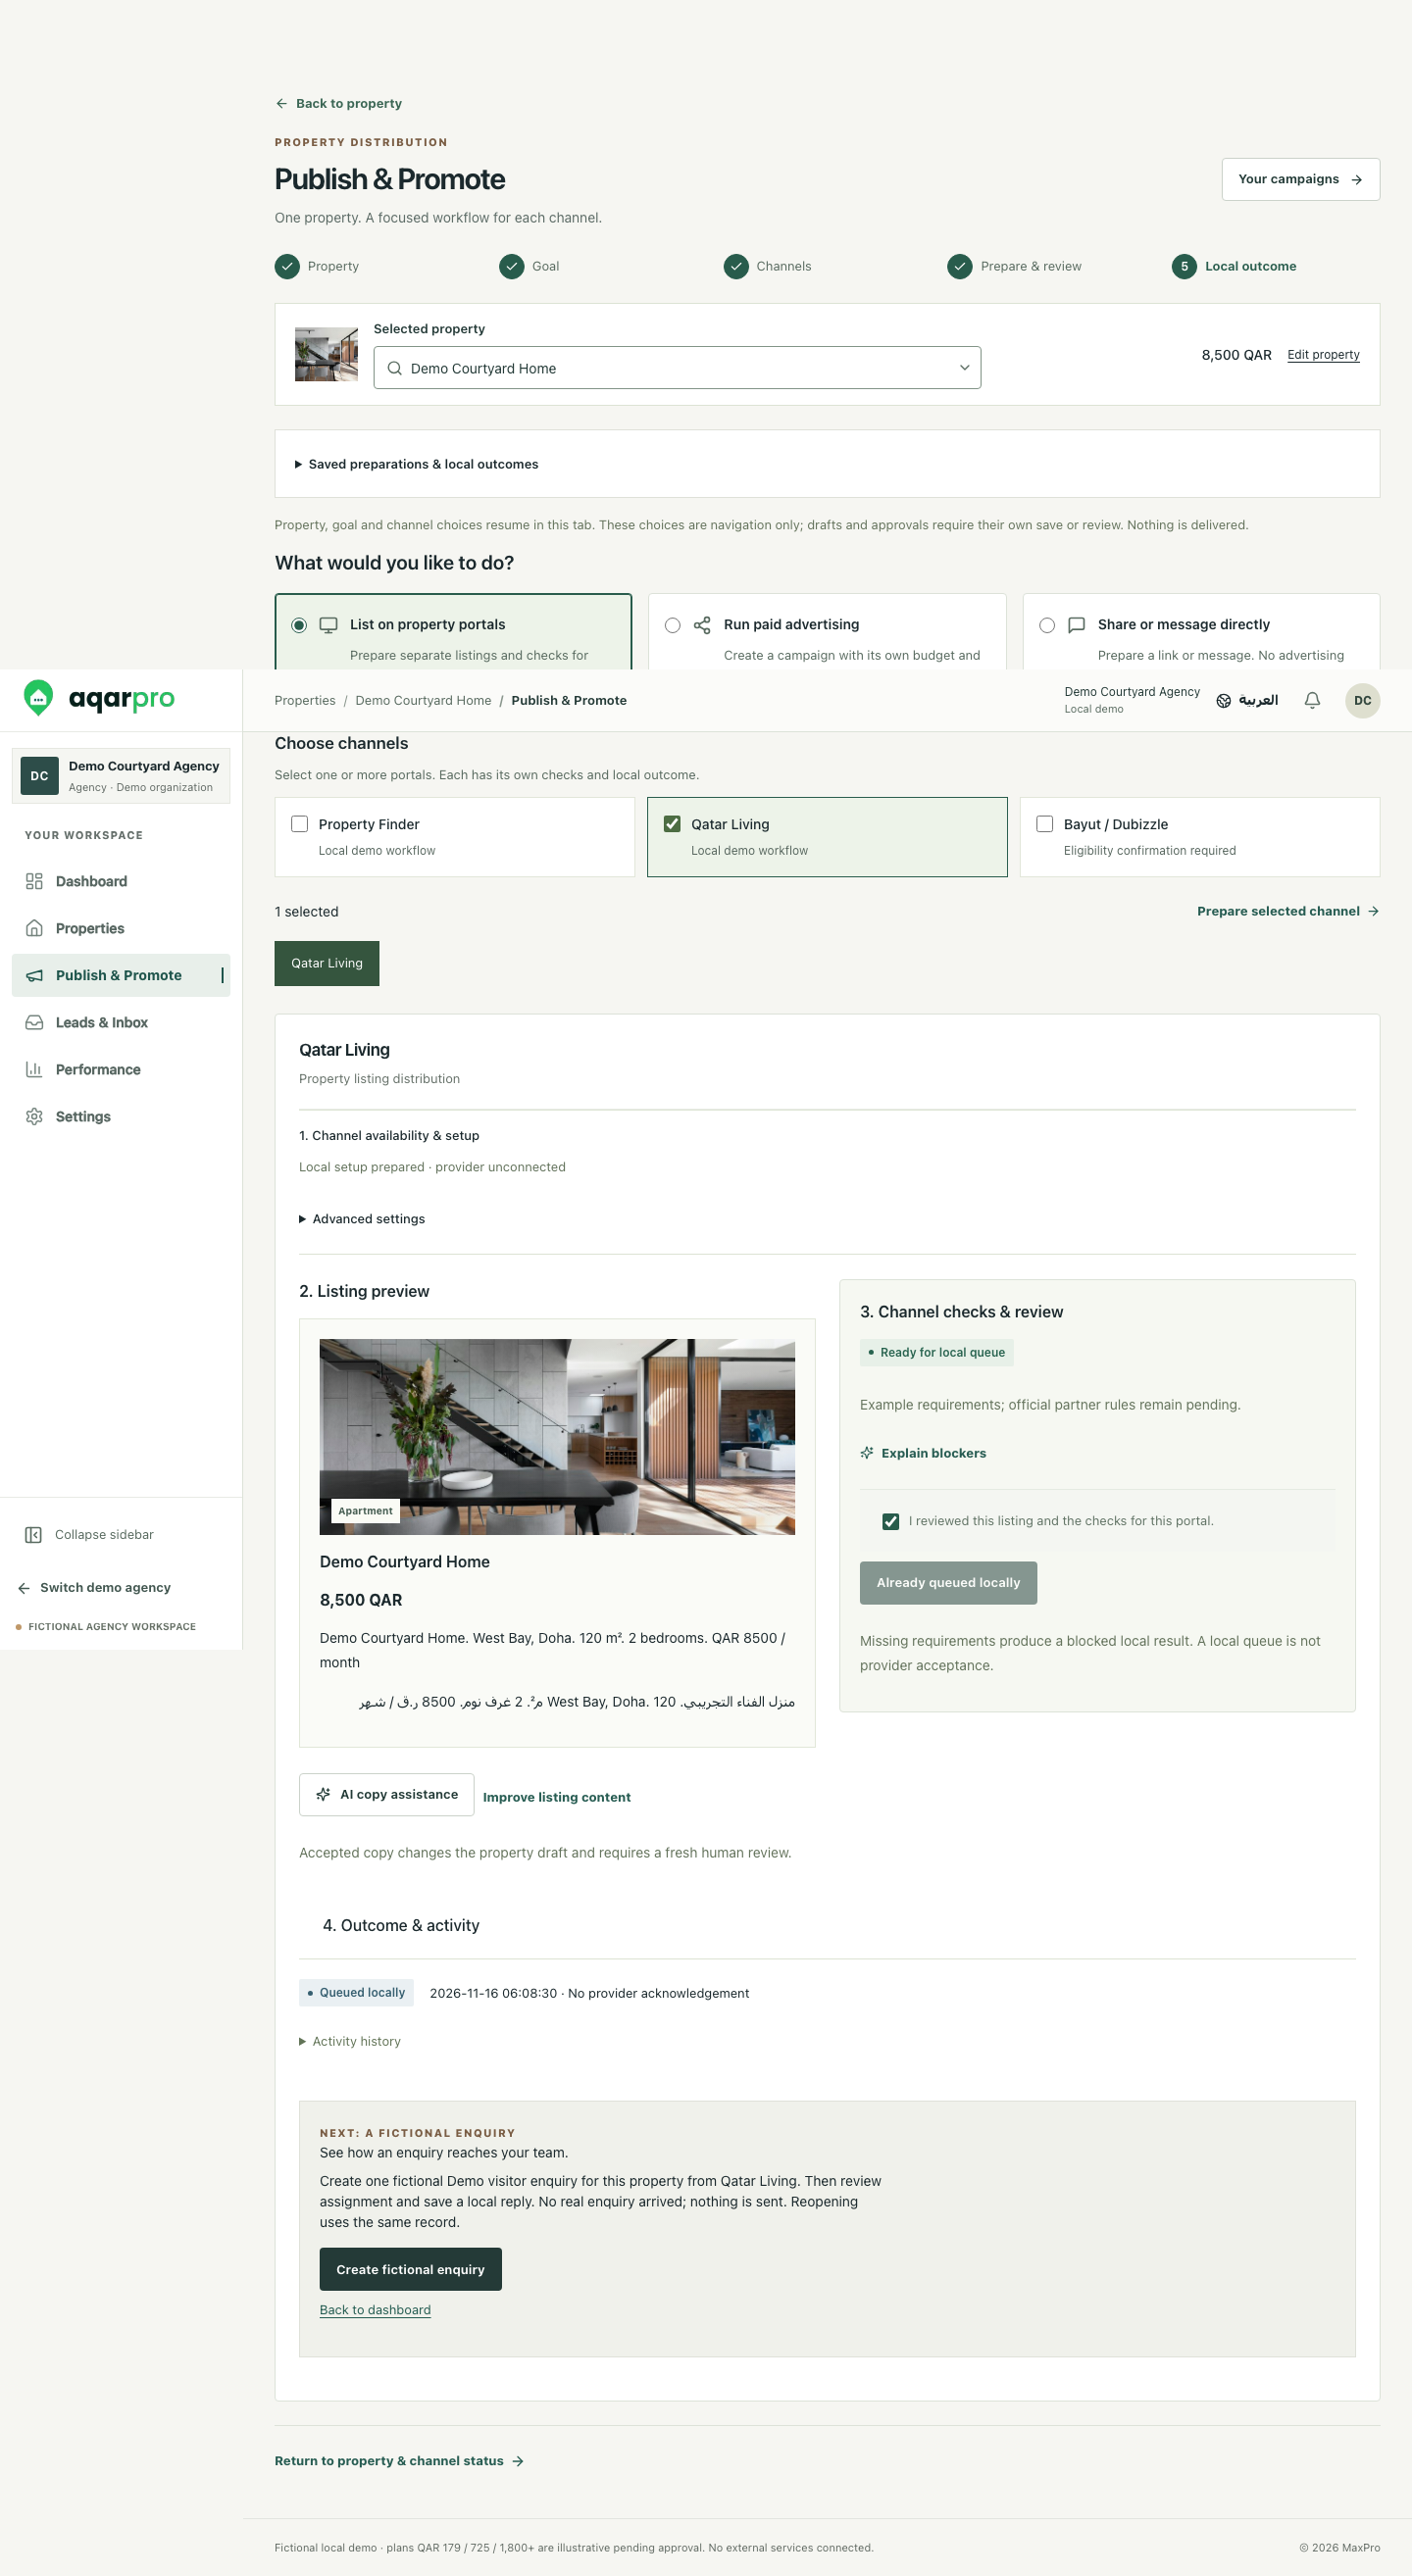 Back to property
PROPERTY DISTRIBUTION
Publish & Promote
Your campaigns
One property. A focused workflow for each channel.
Property
Goal
Channels
Prepare & review
5
Local outcome
Selected property
Demo Courtyard Home
8,500 QAR
Edit property
Saved preparations & local outcomes
Property, goal and channel choices resume in this tab. These choices are navigation only; drafts and approvals require their own save or review. Nothing is delivered.
What would you like to do?
List on property portals
Prepare separate listings and checks for
Run paid advertising
Create a campaign with its own budget and
Share or message directly
Prepare a link or message. No advertising
aqarpro
Properties / Demo Courtyard Home / Publish & Promote
Demo Courtyard Agency
Local demo
العربية
DC
DC
Demo Courtyard Agency
Agency · Demo organization
YOUR WORKSPACE
Dashboard
Properties
Publish & Promote
Leads & Inbox
Performance
Settings
Collapse sidebar
Switch demo agency
FICTIONAL AGENCY WORKSPACE
Choose channels
Select one or more portals. Each has its own checks and local outcome.
Property Finder
Local demo workflow
Qatar Living
Local demo workflow
Bayut / Dubizzle
Eligibility confirmation required
1 selected
Prepare selected channel
Qatar Living
Qatar Living
Property listing distribution
1. Channel availability & setup
Local setup prepared · provider unconnected
Advanced settings
2. Listing preview
Apartment
Demo Courtyard Home
8,500 QAR
Demo Courtyard Home. West Bay, Doha. 120 m². 2 bedrooms. QAR 8500 /
month
منزل الفناء التجريبي. West Bay, Doha. 120 م². 2 غرف نوم. 8500 ر.ق / شهر
3. Channel checks & review
Ready for local queue
Example requirements; official partner rules remain pending.
Explain blockers
I reviewed this listing and the checks for this portal.
Already queued locally
Missing requirements produce a blocked local result. A local queue is not
provider acceptance.
AI copy assistance
Improve listing content
Accepted copy changes the property draft and requires a fresh human review.
4. Outcome & activity
Queued locally
2026-11-16 06:08:30 · No provider acknowledgement
Activity history
NEXT: A FICTIONAL ENQUIRY
See how an enquiry reaches your team.
Create one fictional Demo visitor enquiry for this property from Qatar Living. Then review
assignment and save a local reply. No real enquiry arrived; nothing is sent. Reopening
uses the same record.
Create fictional enquiry
Back to dashboard
Return to property & channel status
Fictional local demo · plans QAR 179 / 725 / 1,800+ are illustrative pending approval. No external services connected.
© 2026 MaxPro